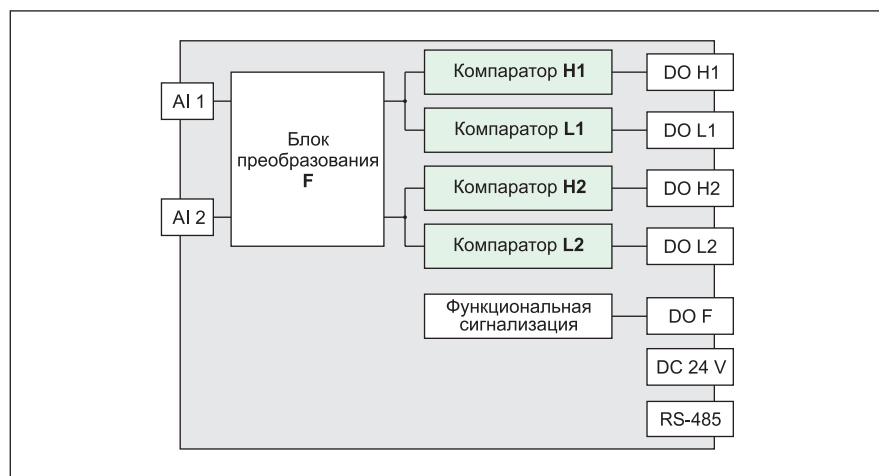 AI 1
AI 2
Блок
преобразования
F
Компаратор H1
Компаратор L1
Компаратор H2
Компаратор L2
Функциональная
сигнализация
DO H1
DO L1
DO H2
DO L2
DO F
DC 24 V
RS-485